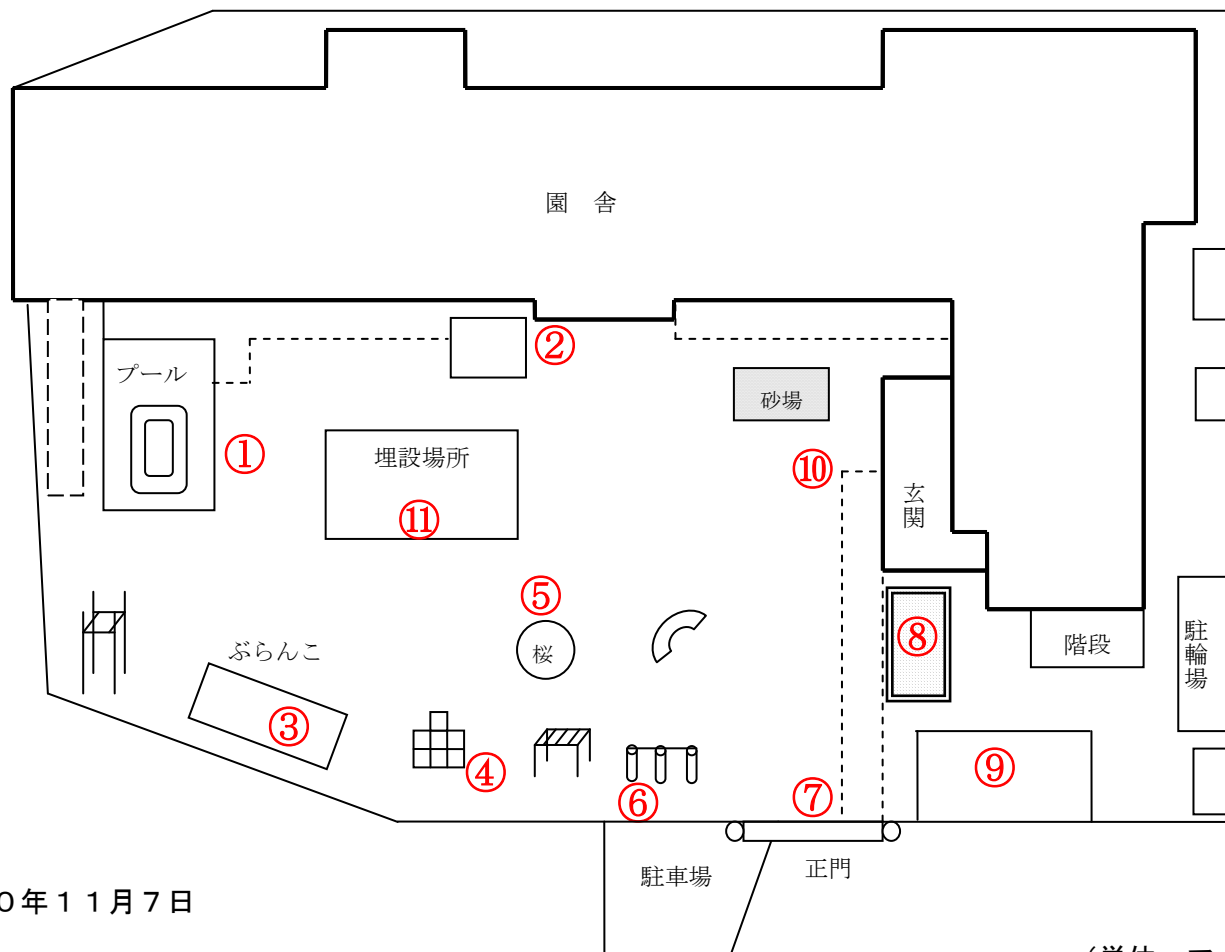 園　舎
②
プール
砂場
①
埋設場所
⑩
玄関
⑪
⑤
桜
⑧
階段
駐輪場
ぶらんこ
③
④
⑥
⑦
⑨
駐車場
正門
０年１１月７日